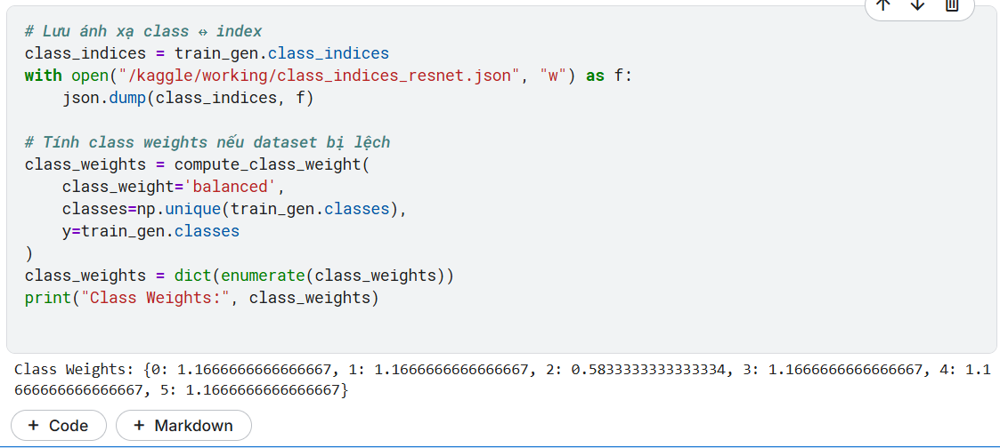 # Lưu ánh xạ class ↔ index
class_indices = train_gen.class_indices
with open("/kaggle/working/class_indices_resnet.json", "w") as f:
    json.dump(class_indices, f)
# Tính class weights nếu dataset bị lệch
class_weights = compute_class_weight(
    class_weight='balanced',
    classes=np.unique(train_gen.classes),
    y=train_gen.classes
)
class_weights = dict(enumerate(class_weights))
print("Class Weights:", class_weights)
Class Weights: {0: 1.1666666666666667, 1: 1.1666666666666667, 2: 0.5833333333333334, 3: 1.1666666666666667, 4: 1.1
666666666666667, 5: 1.1666666666666667}
+ Code + Markdown